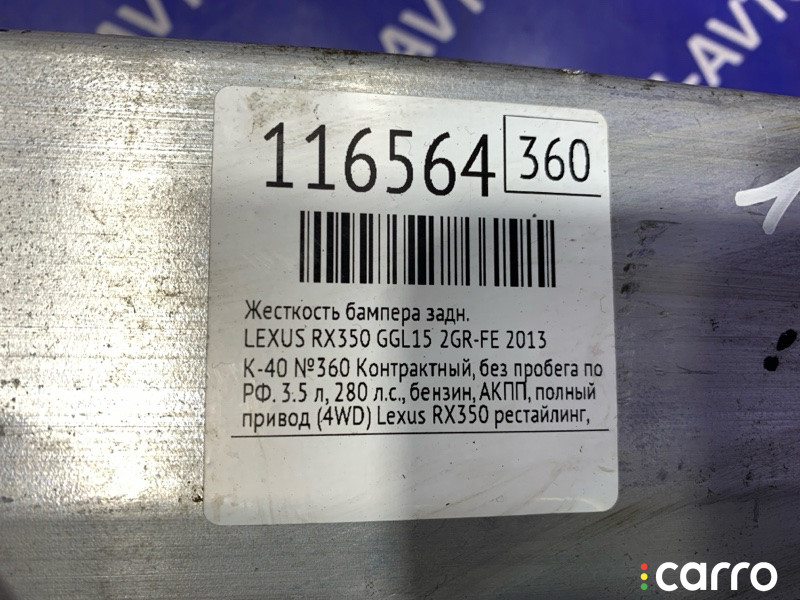 116564 360
Жесткость бампера задн.
LEXUS RX350 GGL15 2GR-FE 2013
К-40 №360 Контрактный, без пробега по
РФ. 3.5 л, 280 л.с., бензин, АКПП, полный
привод (4WD) Lexus RX350 рестайлинг,
carro